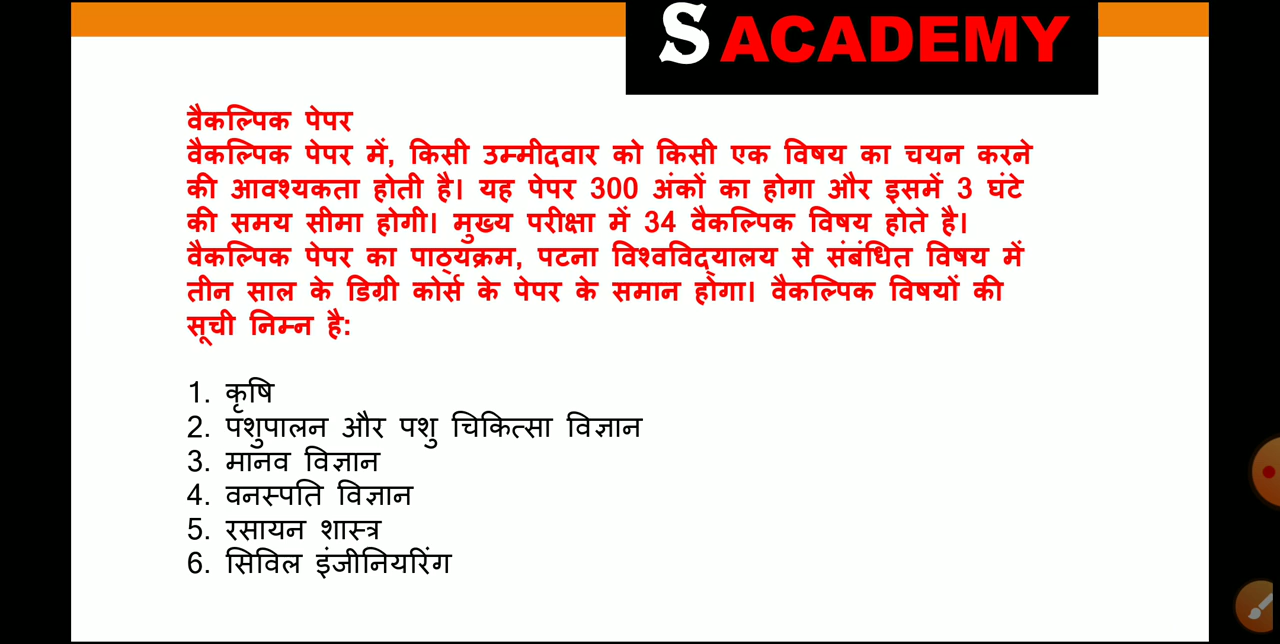 S ACADEMY
वैकल्पिक पेपर
वैकल्पिक पेपर में, किसी उम्मीदवार को किसी एक विषय का चयन करने
की आवश्यकता होती है। यह पेपर 300 अंकों का होगा और इसमें 3 घंटे
की समय सीमा होगी। मुख्य परीक्षा में 34 वैकल्पिक विषय होते है।
वैकल्पिक पेपर का पाठ्यक्रम, पटना विश्वविद्यालय से संबंधित विषय में
तीन साल के डिग्री कोर्स के पेपर के समान होगा। वैकल्पिक विषयों की
सूची निम्न है:
1. कृषि
2. पशुपालन और पशु चिकित्सा विज्ञान
3. मानव विज्ञान
4. वनस्पति विज्ञान
5. रसायन शास्त्र
6. सिविल इंजीनियरिंग